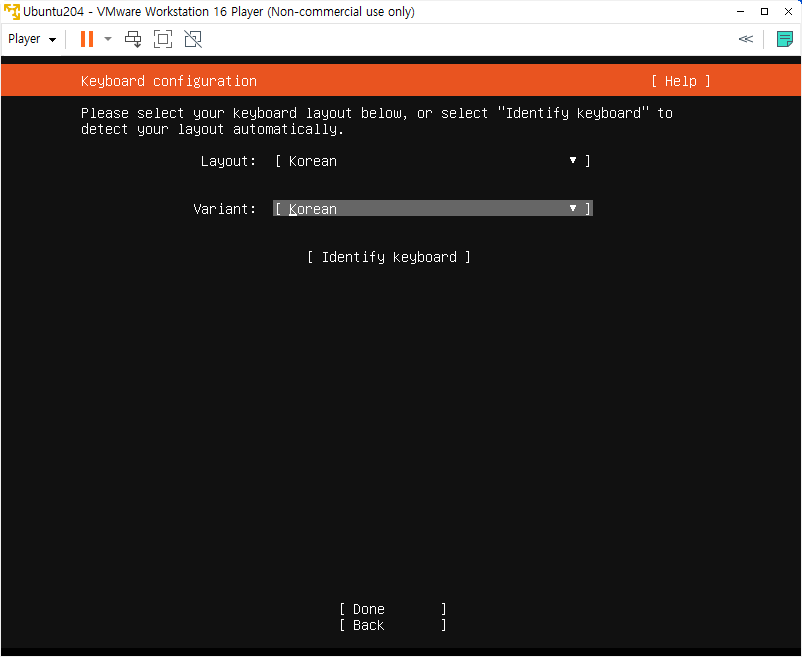 Ubuntu204 - VMware Workstation 16 Player (Non-commercial use only)
Player
Keyboard configuration [ Help ]
Please select your keyboard layout below, or select "Identify keyboard" to
detect your layout automatically.
Layout: [ Korean ▼ ]
Variant: [ Korean ▼ ]
[ Identify keyboard ]
[ Done ]
[ Back ]